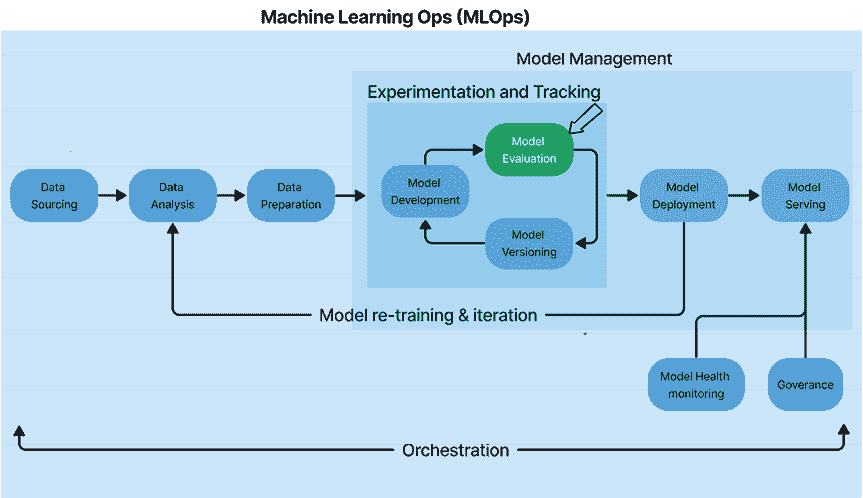 Machine Learning Ops (MLOps)
Model Management
Experimentation and Tracking
Data
Sourcing
Data
Analysis
Data
Preparation
Model
Development
Model
Evaluation
Model
Versioning
Model
Deployment
Model
Serving
Model re-training & iteration
Model Health
monitoring
Goverance
Orchestration